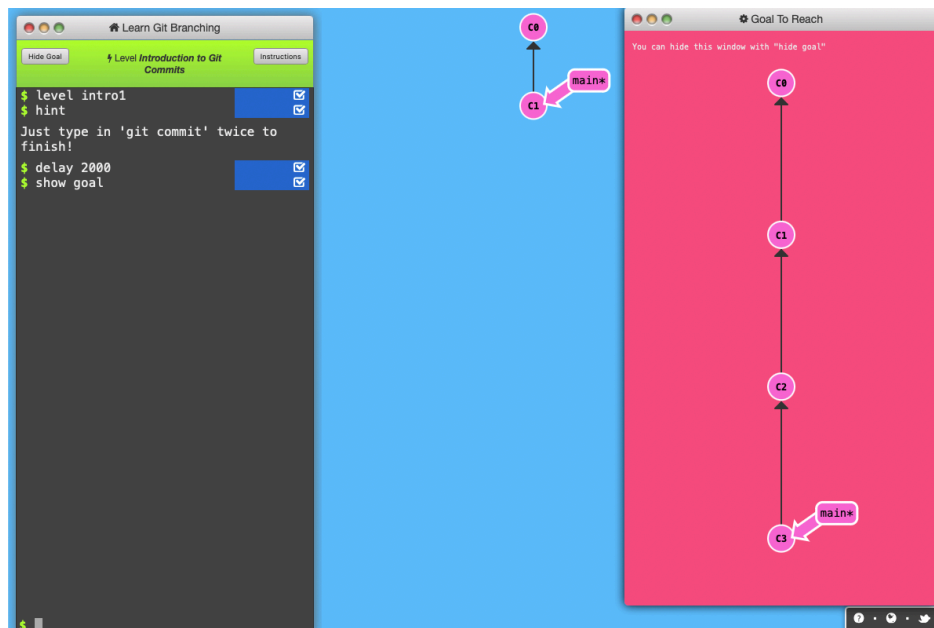 Learn Git Branching
Hide Goal
Level Introduction to Git
Commits
Instructions
$ level intro1
$ hint
Just type in 'git commit' twice to
finish!
$ delay 2000
$ show goal
$
C0
main*
C1
Goal To Reach
You can hide this window with "hide goal"
C0
C1
C2
main*
C3
?